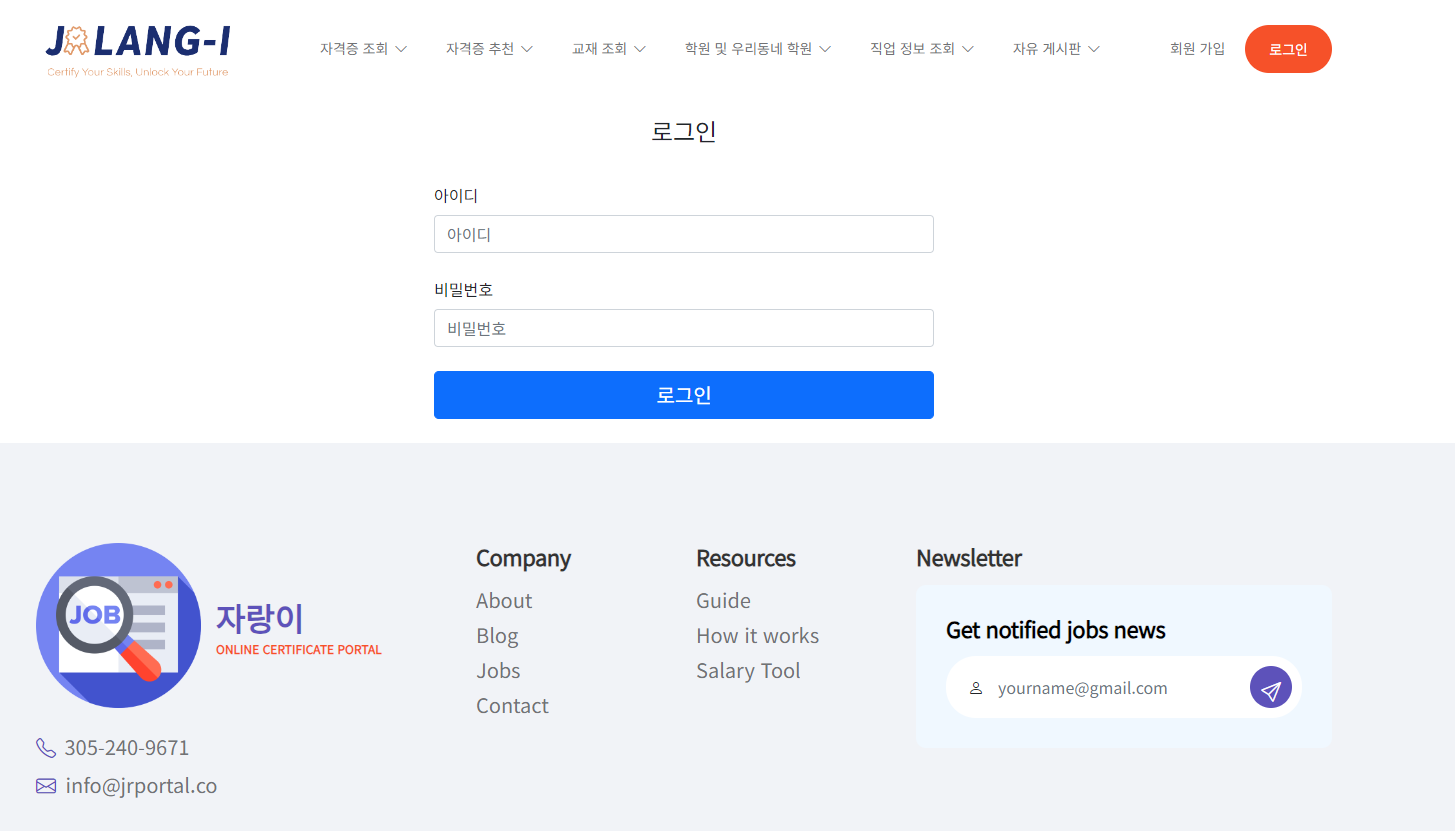 JALANG-I
Certify Your Skills, Unlock Your Future
자격증 조회 자격증 추천 교재 조회 학원 및 우리동네 학원 직업 정보 조회 자유 게시판 회원 가입 로그인
로그인
아이디
아이디
비밀번호
비밀번호
로그인
JOB
자랑이
ONLINE CERTIFICATE PORTAL
305-240-9671
info@jrportal.co
Company
About
Blog
Jobs
Contact
Resources
Guide
How it works
Salary Tool
Newsletter
Get notified jobs news
yourname@gmail.com